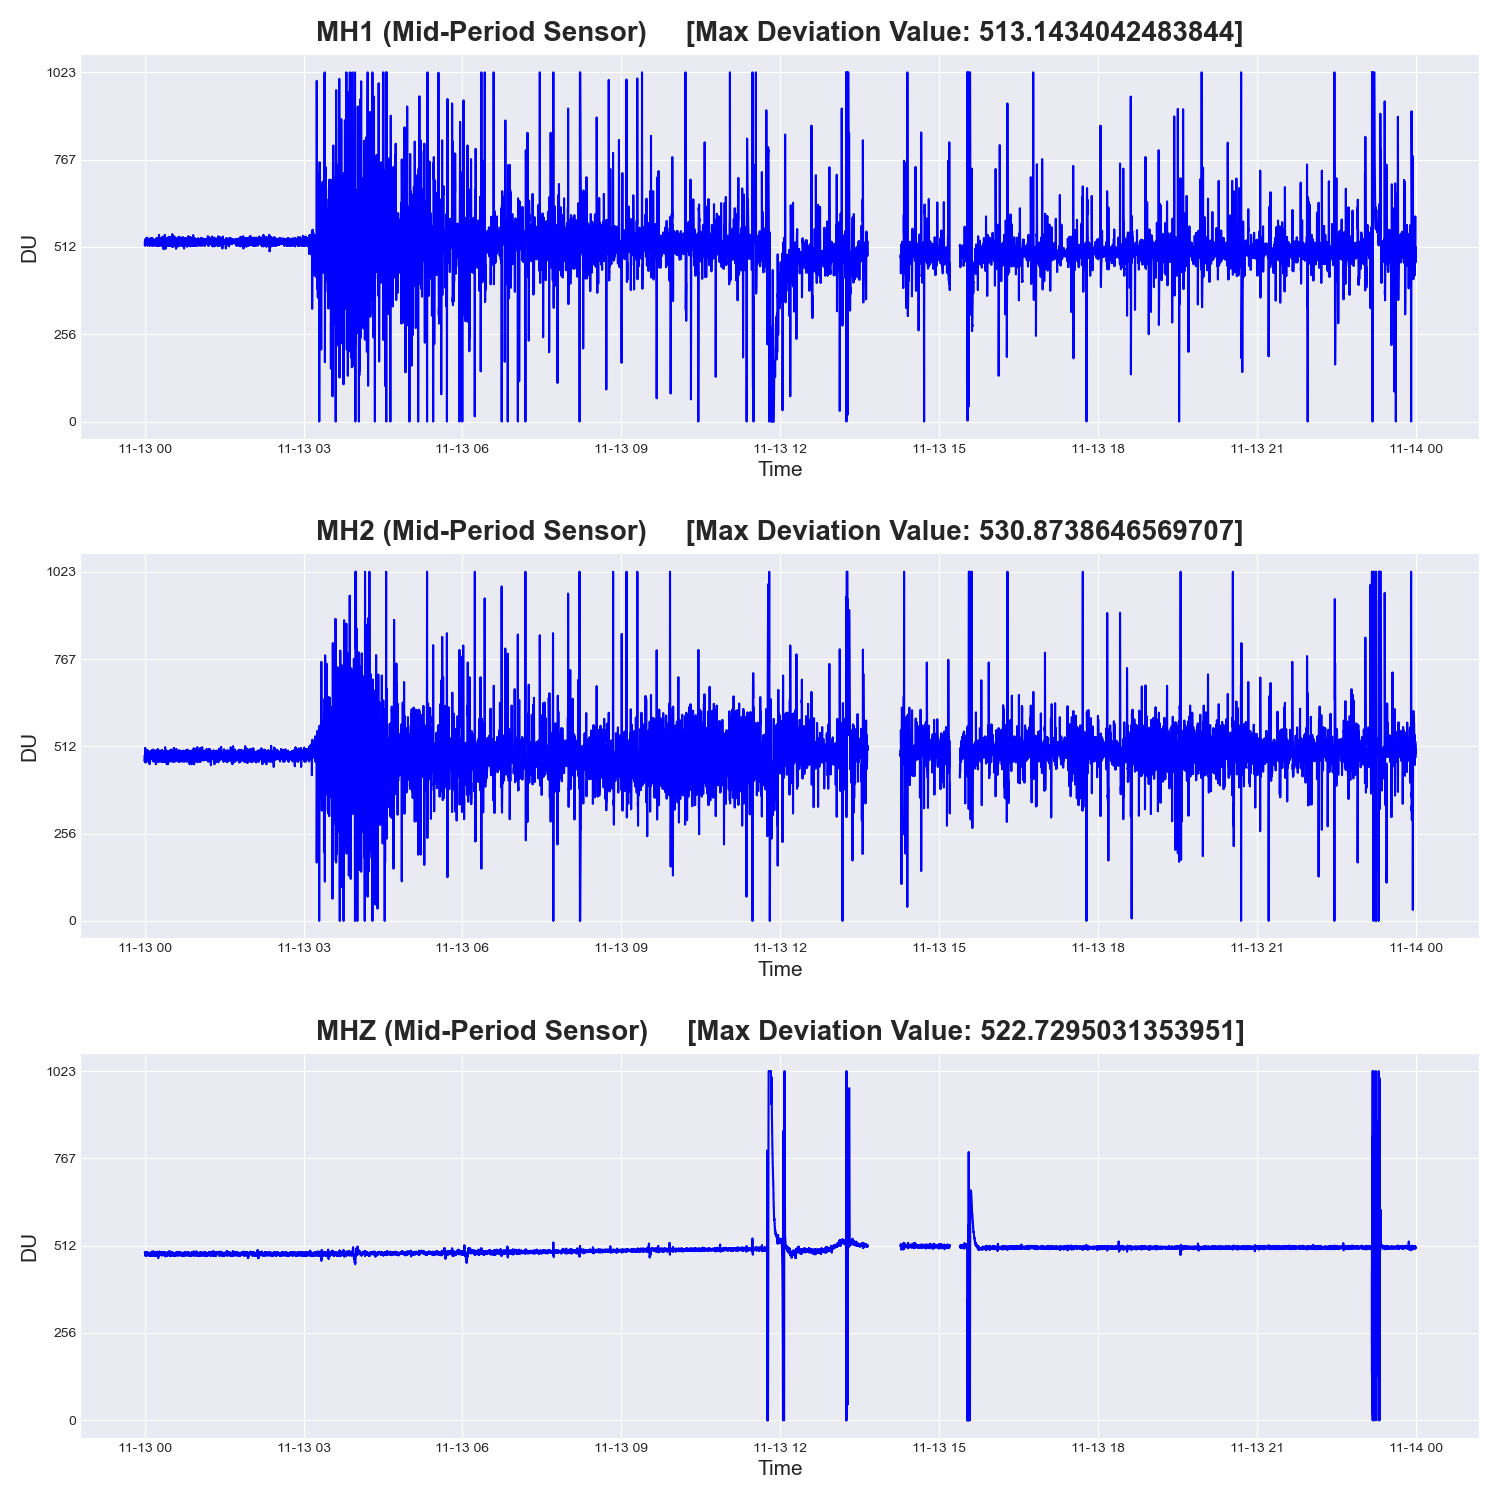 MH1 (Mid-Period Sensor) [Max Deviation Value: 513.1434042483844]
1023
767
512
256
0
DU
11-13 00 11-13 03 11-13 06 11-13 09 11-13 12 11-13 15 11-13 18 11-13 21 11-14 00
Time
MH2 (Mid-Period Sensor) [Max Deviation Value: 530.8738646569707]
1023
767
512
256
0
DU
11-13 00 11-13 03 11-13 06 11-13 09 11-13 12 11-13 15 11-13 18 11-13 21 11-14 00
Time
MHZ (Mid-Period Sensor) [Max Deviation Value: 522.7295031353951]
1023
767
512
256
0
DU
11-13 00 11-13 03 11-13 06 11-13 09 11-13 12 11-13 15 11-13 18 11-13 21 11-14 00
Time